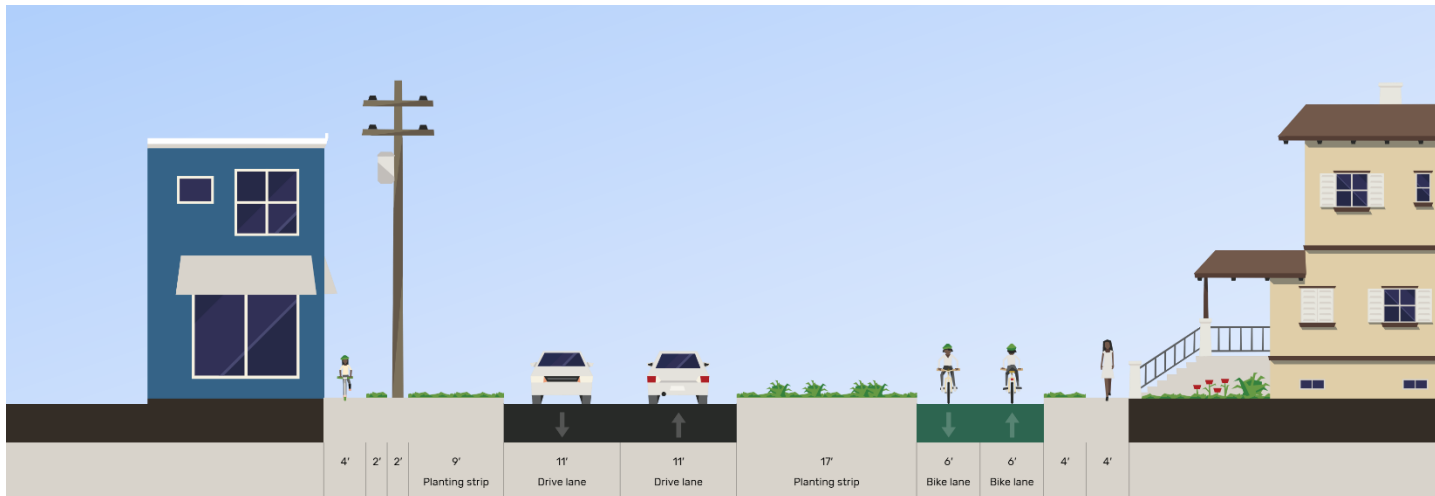 4′ 2′ 2′ 9′ 11′ 11′ 17′ 6′ 6′ 4′ 4′
Planting strip Drive lane Drive lane Planting strip Bike lane Bike lane